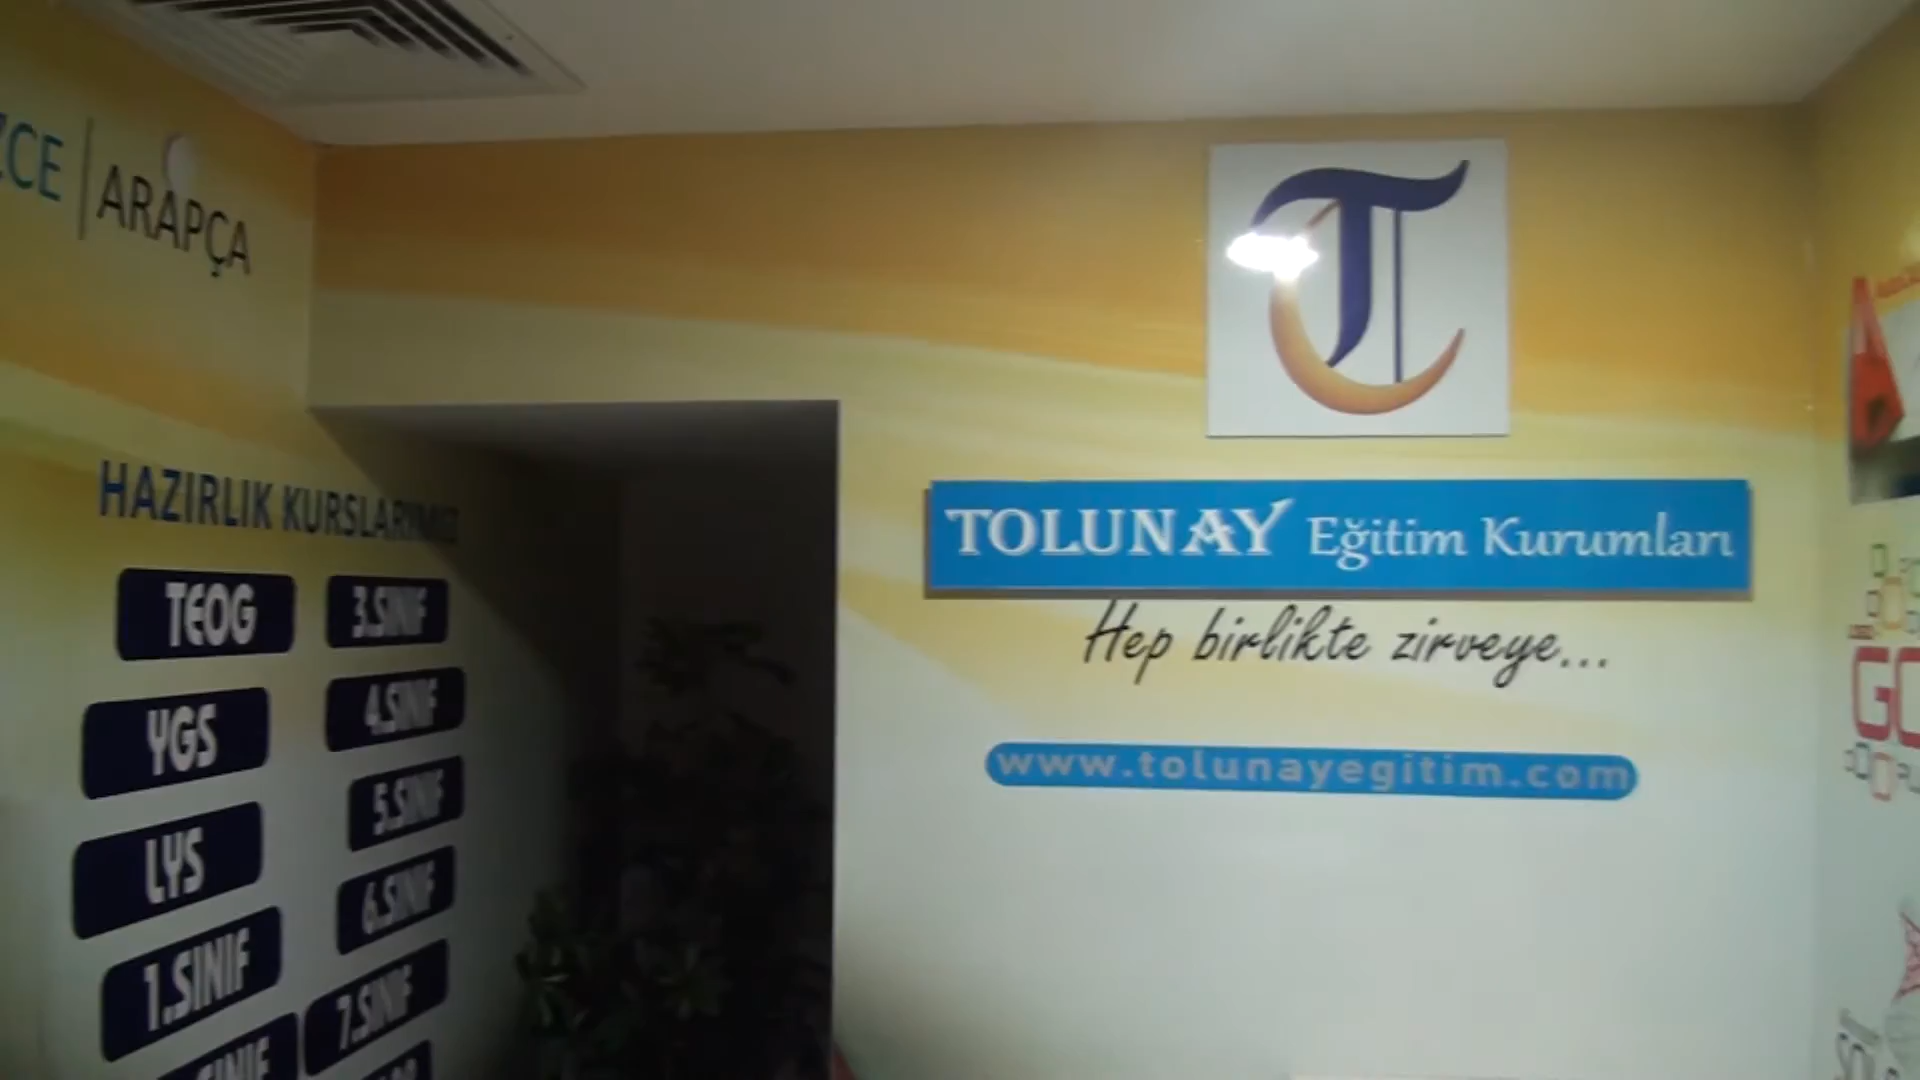 ARAPÇA
HAZIRLIK KURSLARIMIZ
TEOG
YGS
LYS
1.SINIF
3.SINIF
4.SINIF
5.SINIF
6.SINIF
7.SINIF
T
TOLUNAY Eğitim Kurumları
Hep birlikte zirveye...
www.tolunayegitim.com